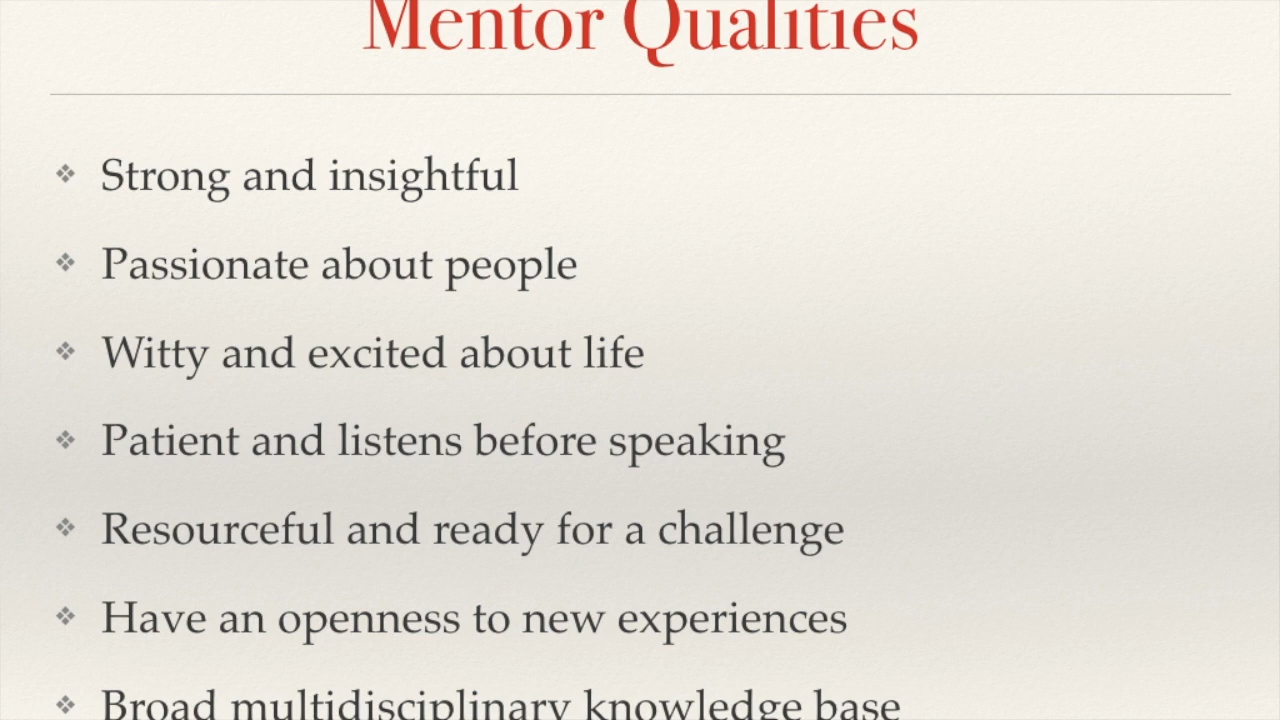 Mentor Qualities
Strong and insightful
Passionate about people
Witty and excited about life
Patient and listens before speaking
Resourceful and ready for a challenge
Have an openness to new experiences
Broad multidisciplinary knowledge base